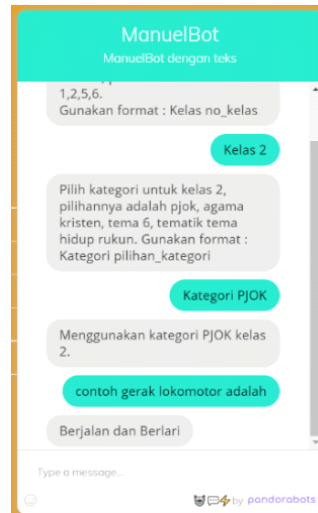 ManuelBot
ManuelBot dengan teks
1,2,5,6.
Gunakan format : Kelas no_kelas
Kelas 2
Pilih kategori untuk kelas 2,
pilihannya adalah pjok, agama
kristen, tema 6, tematik tema
hidup rukun. Gunakan format :
Kategori pilihan_kategori
Kategori PJOK
Menggunakan kategori PJOK kelas
2.
contoh gerak lokomotor adalah
Berjalan dan Berlari
Type a message...
by pandorabots